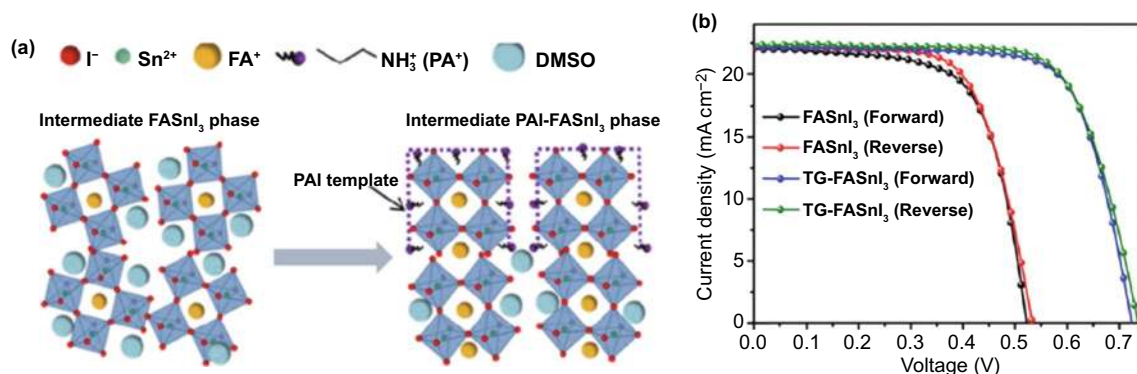 (a)
I⁻ Sn²⁺ FA⁺ NH₃⁺ (PA⁺) DMSO
Intermediate FASnI₃ phase
Intermediate PAI-FASnI₃ phase
PAI template
(b)
Current density (mA cm⁻²)
20
15
10
5
0
FASnI₃ (Forward)
FASnI₃ (Reverse)
TG-FASnI₃ (Forward)
TG-FASnI₃ (Reverse)
0.0 0.1 0.2 0.3 0.4 0.5 0.6 0.7
Voltage (V)